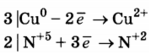 3|Cu⁰ − 2e̅ → Cu²⁺
2|N⁺⁵ + 3e̅ → N⁺²